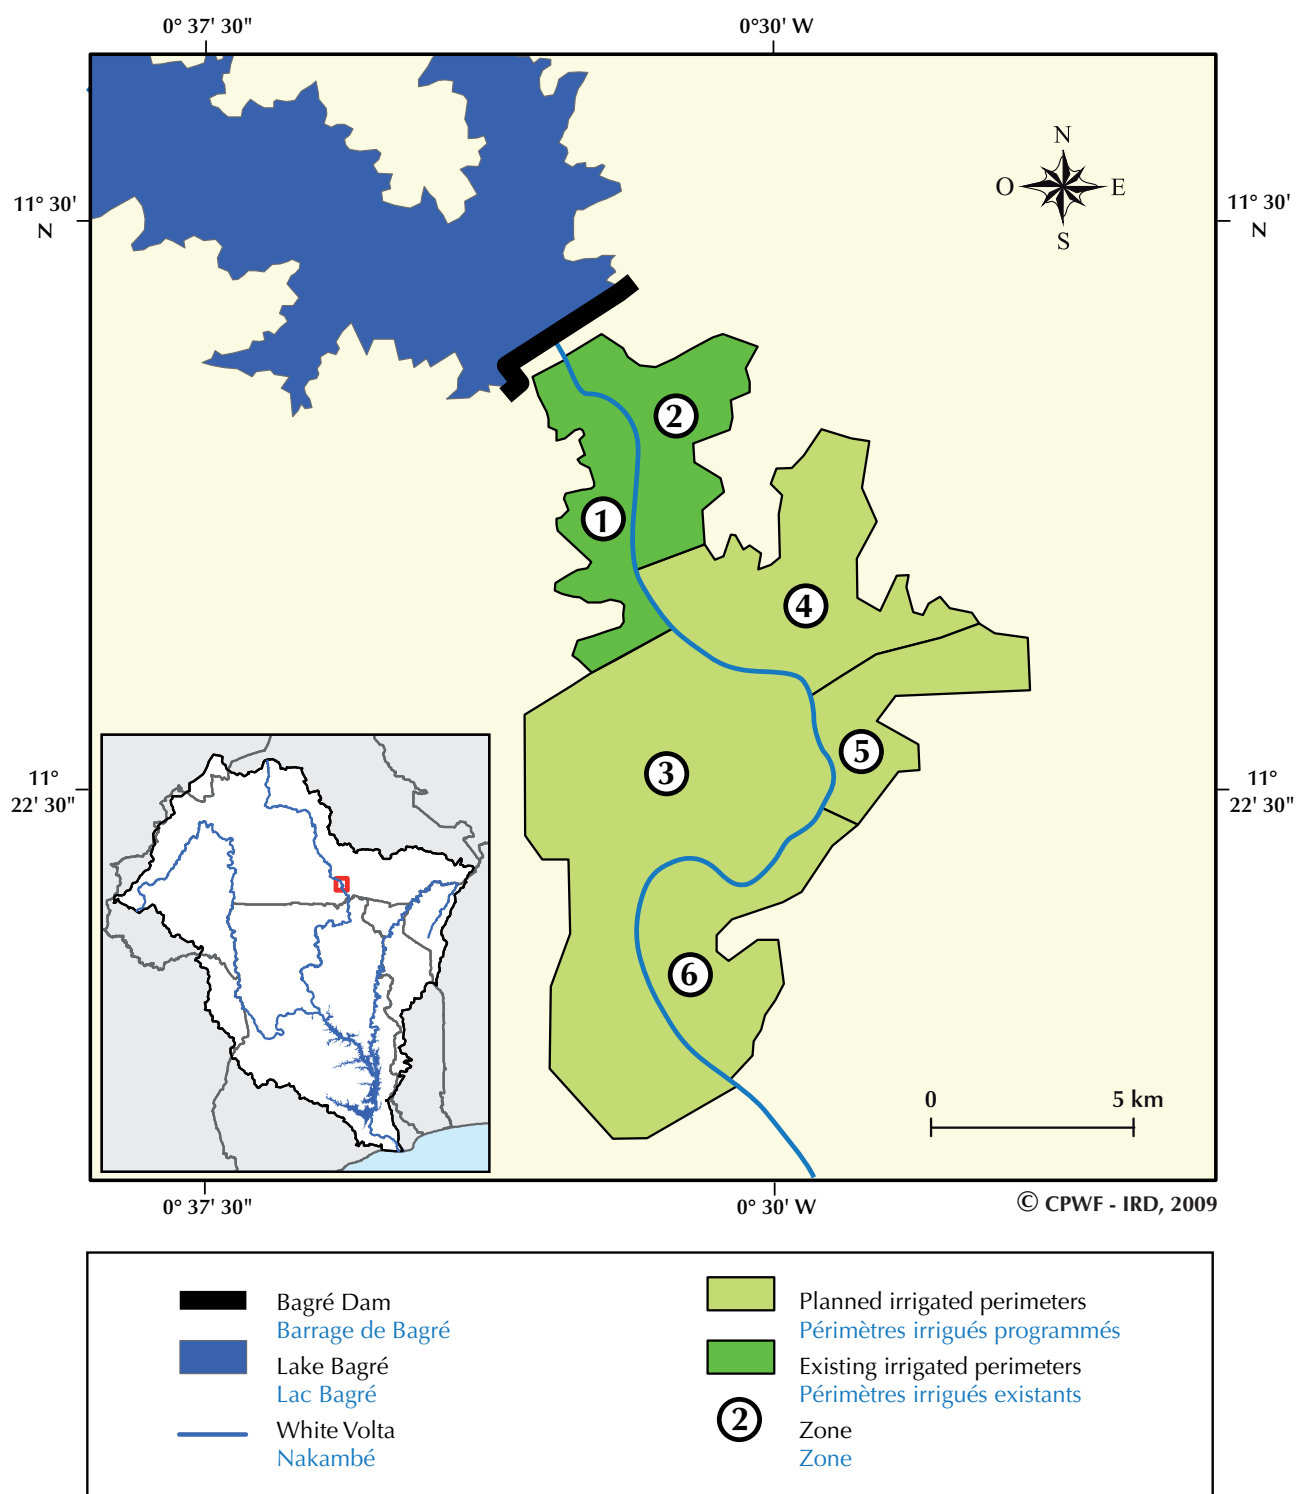 0° 37' 30"
0°30' W
N
O
E
S
11° 30'
N
11° 30'
N
2
1
4
5
3
6
11°
22' 30"
11°
22' 30"
0
5 km
0° 37' 30"
0° 30' W
© CPWF - IRD, 2009
Bagré Dam
Barrage de Bagré
Lake Bagré
Lac Bagré
White Volta
Nakambé
Planned irrigated perimeters
Périmètres irrigués programmés
Existing irrigated perimeters
Périmètres irrigués existants
2
Zone
Zone